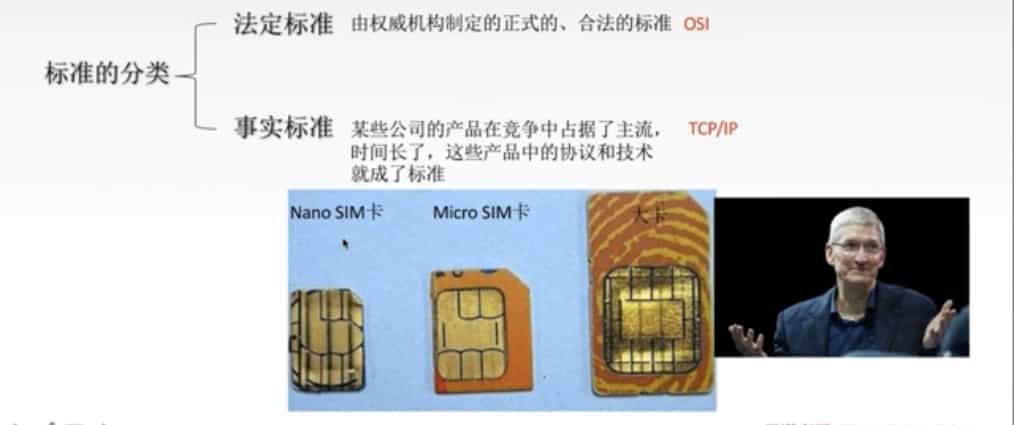 法定标准 由权威机构制定的正式的、合法的标准 OSI
标准的分类
事实标准 某些公司的产品在竞争中占据了主流， TCP/IP
时间长了，这些产品中的协议和技术
就成了标准
Nano SIM卡 Micro SIM卡 大卡